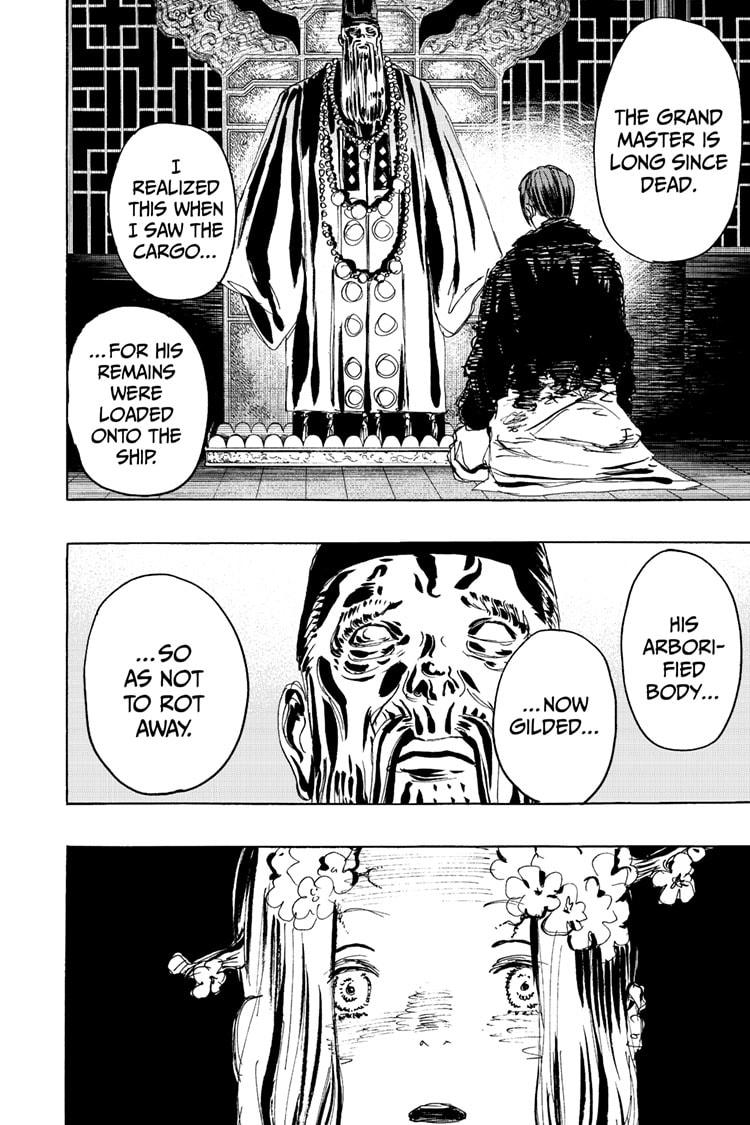 THE GRAND
MASTER IS
LONG SINCE
DEAD.
I
REALIZED
THIS WHEN
I SAW THE
CARGO...
...FOR HIS
REMAINS
WERE
LOADED
ONTO THE
SHIP.
HIS
ARBORI-
FIED
BODY...
...NOW
GILDED...
...SO
AS NOT
TO ROT
AWAY.